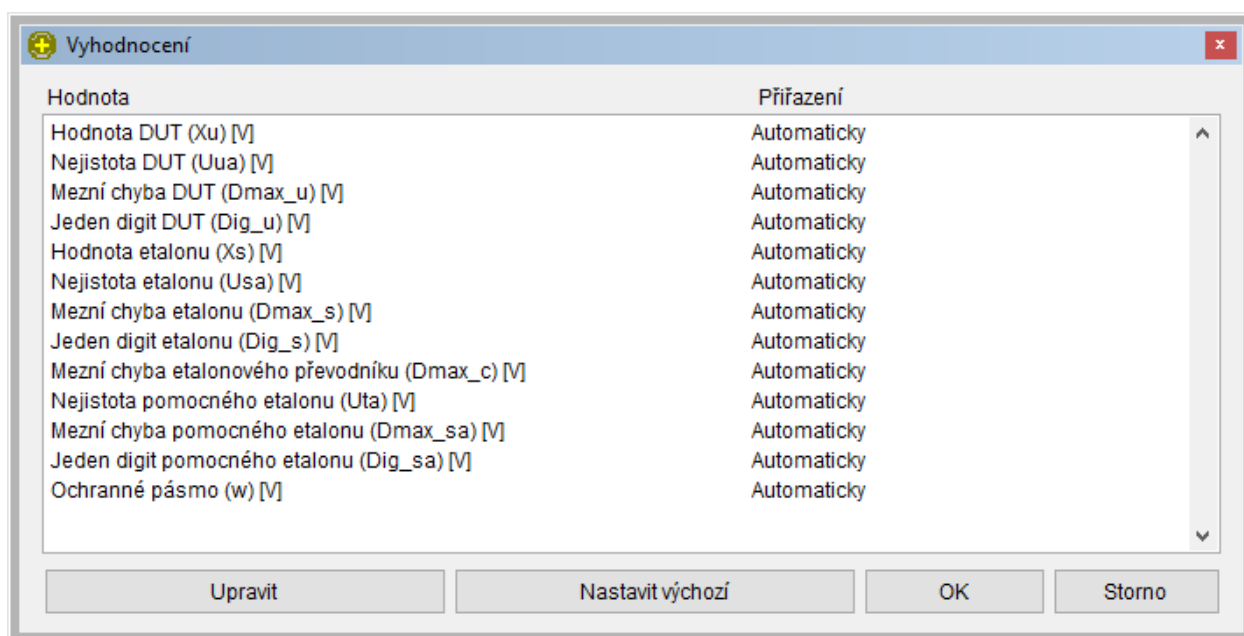 Vyhodnocení
Hodnota Přiřazení
Hodnota DUT (Xu) [V] Automaticky
Nejistota DUT (Uua) [V] Automaticky
Mezní chyba DUT (Dmax_u) [V] Automaticky
Jeden digit DUT (Dig_u) [V] Automaticky
Hodnota etalonu (Xs) [V] Automaticky
Nejistota etalonu (Usa) [V] Automaticky
Mezní chyba etalonu (Dmax_s) [V] Automaticky
Jeden digit etalonu (Dig_s) [V] Automaticky
Mezní chyba etalonového převodníku (Dmax_c) [V] Automaticky
Nejistota pomocného etalonu (Uta) [V] Automaticky
Mezní chyba pomocného etalonu (Dmax_sa) [V] Automaticky
Jeden digit pomocného etalonu (Dig_sa) [V] Automaticky
Ochranné pásmo (w) [V] Automaticky
Upravit Nastavit výchozí OK Storno